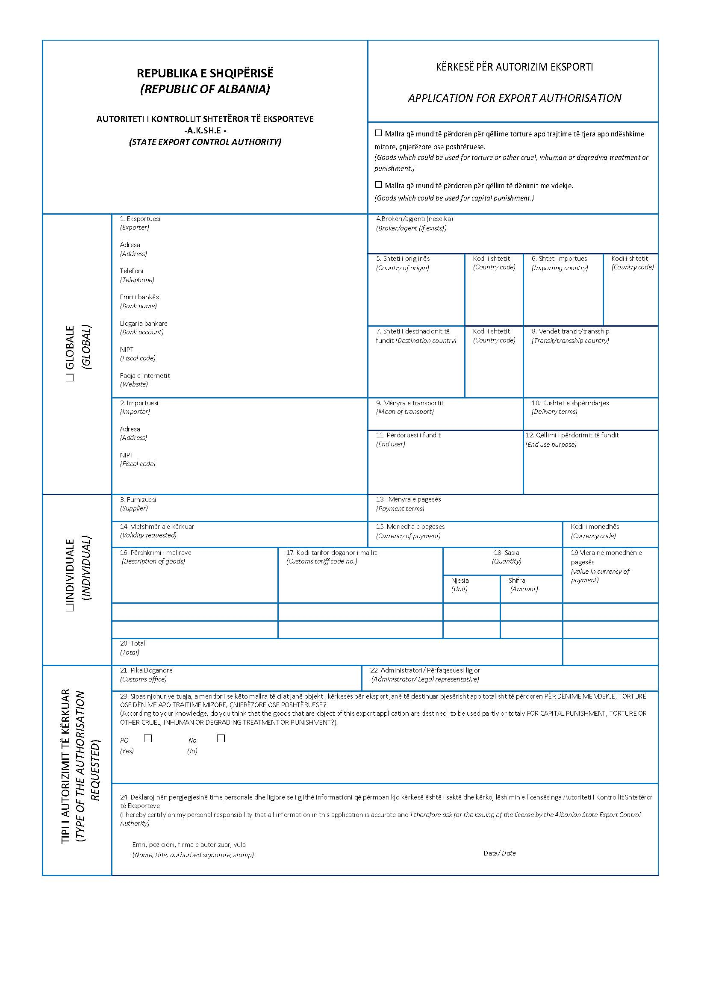 REPUBLIKA E SHQIPËRISË
(REPUBLIC OF ALBANIA)
AUTORITETI I KONTROLLIT SHTETËROR TË EKSPORTEVE
-A.K.SH.E -
(STATE EXPORT CONTROL AUTHORITY)
KËRKESË PËR AUTORIZIM EKSPORTI
APPLICATION FOR EXPORT AUTHORISATION
☐ Mallra që mund të përdoren për qëllime torture apo trajtime të tjera apo ndëshkime
mizore, çnjerëzore ose poshtëruese.
(Goods which could be used for torture or other cruel, inhuman or degrading treatment or
punishment.)
☐ Mallra që mund të përdoren për qëllim të dënimit me vdekje.
(Goods which could be used for capital punishment.)
☐ GLOBALE
(GLOBAL)
1. Eksportuesi
(Exporter)
Adresa
(Address)
Telefoni
(Telephone)
Emri i bankës
(Bank name)
Llogaria bankare
(Bank account)
NIPT
(Fiscal code)
Faqja e internetit
(Website)
4.Brokeri/agjenti (nëse ka)
(Broker/agent (if exists))
5. Shteti i origjinës
(Country of origin)
Kodi i shtetit
(Country code)
6. Shteti Importues
(Importing country)
Kodi i shtetit
(Country code)
7. Shteti i destinacionit të
fundit (Destination country)
Kodi i shtetit
(Country code)
8. Vendet tranzit/transship
(Transit/transship country)
2. Importuesi
(Importer)
Adresa
(Address)
NIPT
(Fiscal code)
9. Mënyra e transportit
(Mean of transport)
10. Kushtet e shpërndarjes
(Delivery terms)
11. Përdoruesi i fundit
(End user)
12. Qëllimi i përdorimit të fundit
(End use purpose)
☐INDIVIDUALE
(INDIVIDUAL)
3. Furnizuesi
(Supplier)
13. Mënyra e pagesës
(Payment terms)
14. Vlefshmëria e kërkuar
(Validity requested)
15. Monedha e pagesës
(Currency of payment)
Kodi i monedhës
(Currency code)
16. Përshkrimi i mallrave
(Description of goods)
17. Kodi tarifor doganor i mallit
(Customs tariff code no.)
18. Sasia
(Quantity)
Njesia
(Unit)
Shifra
(Amount)
19.Vlera në monedhën e
pagesës
(value in currency of
payment)
20. Totali
(Total)
TIPI I AUTORIZIMIT TË KËRKUAR
(TYPE OF THE AUTHORISATION
REQUESTED)
21. Pika Doganore
(Customs office)
22. Administratori/ Përfaqesuesi ligjor
(Administrator/ Legal representative)
23. Sipas njohurive tuaja, a mendoni se këto mallra të cilat janë objekt i kërkesës për eksport janë të destinuar pjesërisht apo totalisht të përdoren PËR DËNIME ME VDEKJE, TORTURË
OSE DËNIME APO TRAJTIME MIZORE, ÇNJERËZORE OSE POSHTËRUESE?
(According to your knowledge, do you think that the goods that are object of this export application are destined to be used partly or totaly FOR CAPITAL PUNISHMENT, TORTURE OR
OTHER CRUEL, INHUMAN OR DEGRADING TREATMENT OR PUNISHMENT?)
PO ☐ No ☐
(Yes) (Jo)
24. Deklaroj nën pergjegjesinë time personale dhe ligjore se i gjithë informacioni që përmban kjo kërkesë është i saktë dhe kërkoj lëshimin e licensës nga Autoriteti I Kontrollit Shtetëror
të Eksporteve
(I hereby certify on my personal responsibility that all information in this application is accurate and I therefore ask for the issuing of the license by the Albanian State Export Control
Authority)
Emri, pozicioni, firma e autorizuar, vula
(Name, title, authorized signature, stamp)
Data/ Date